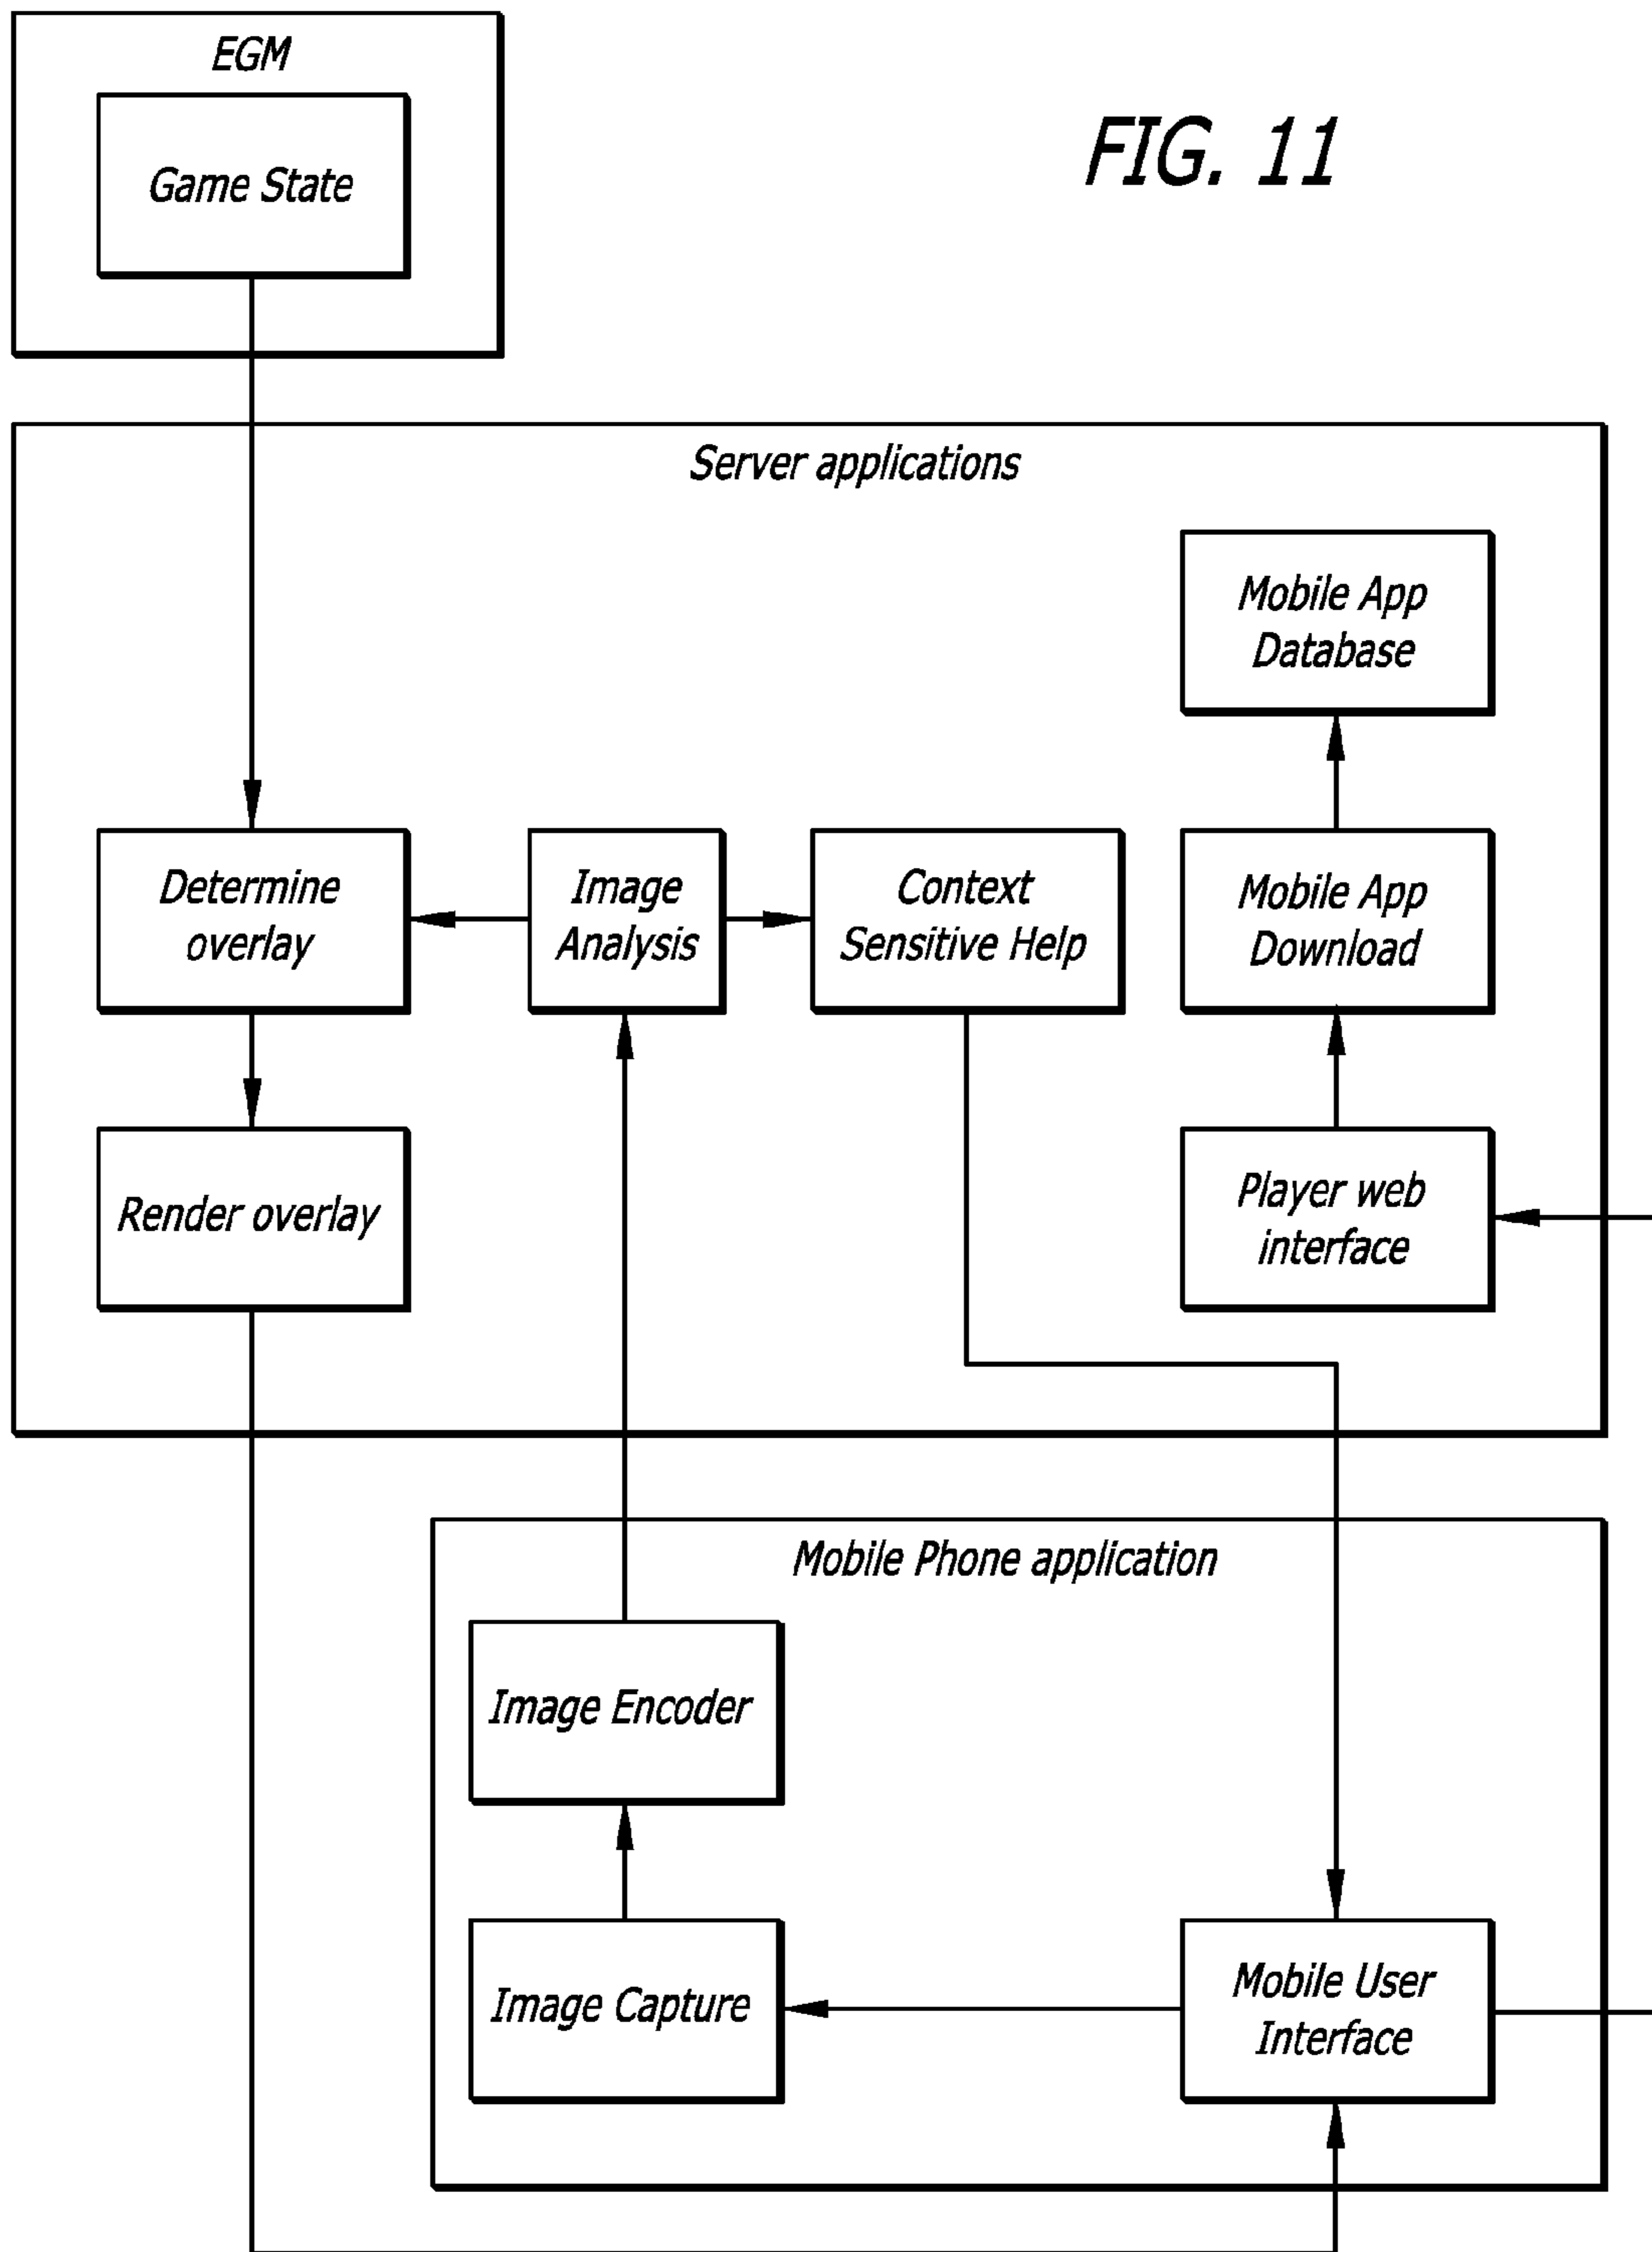 EGM
Game State
FIG. 11
Server applications
Mobile App
Database
Determine
overlay
Image
Analysis
Context
Sensitive Help
Mobile App
Download
Render overlay
Player web
interface
Mobile Phone application
Image Encoder
Image Capture
Mobile User
Interface